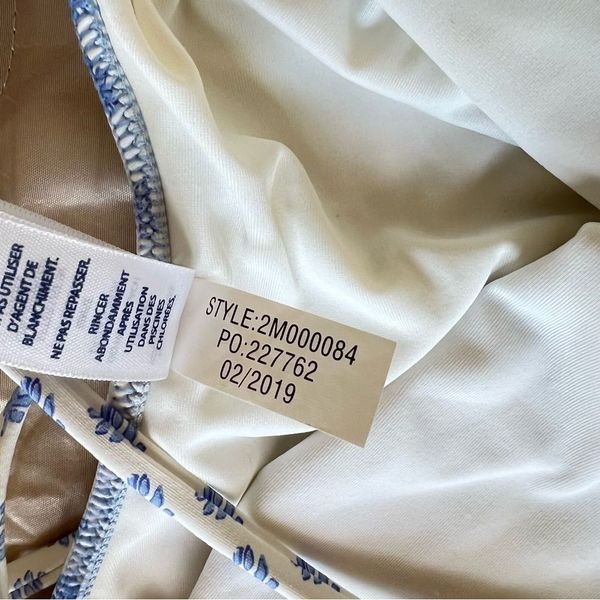 PAS UTILISER
D'AGENT DE
BLANCHIMENT.
NE PAS REPASSER.
RINCER
ABONDAMMENT
APRÈS
UTILISATION
DANS DES
PISCINES
CHLORÉES.
STYLE:2M000084
PO:227762
02/2019